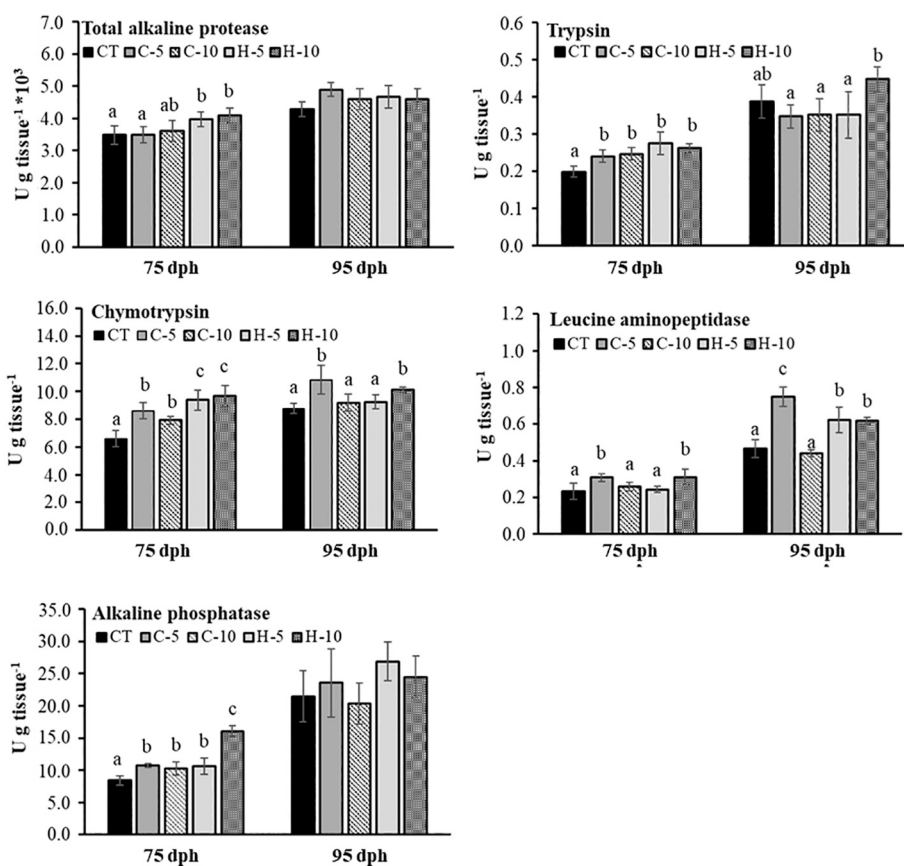 Total alkaline protease
■CT ■C-5 ▧C-10 □H-5 ▩H-10
U g tissue⁻¹ *10³
7.0
6.0
5.0
4.0
3.0
2.0
1.0
0.0
a a ab b b
75 dph 95 dph
Trypsin
■CT ■C-5 ▧C-10 □H-5 ▩H-10
U g tissue⁻¹
0.6
0.5
0.4
0.3
0.2
0.1
0.0
a b b b b
ab a a a b
75 dph 95 dph
Chymotrypsin
■CT ■C-5 ▧C-10 □H-5 ▩H-10
U g tissue⁻¹
16.0
14.0
12.0
10.0
8.0
6.0
4.0
2.0
0.0
a b b c c
a b a a b
75 dph 95 dph
Leucine aminopeptidase
■CT ■C-5 ▧C-10 □H-5 ▩H-10
U g tissue⁻¹
1.2
1.0
0.8
0.6
0.4
0.2
0.0
a b a a b
a c a b b
75 dph 95 dph
Alkaline phosphatase
■CT ■C-5 ▧C-10 □H-5 ▩H-10
U g tissue⁻¹
35.0
30.0
25.0
20.0
15.0
10.0
5.0
0.0
a b b b c
75 dph 95 dph